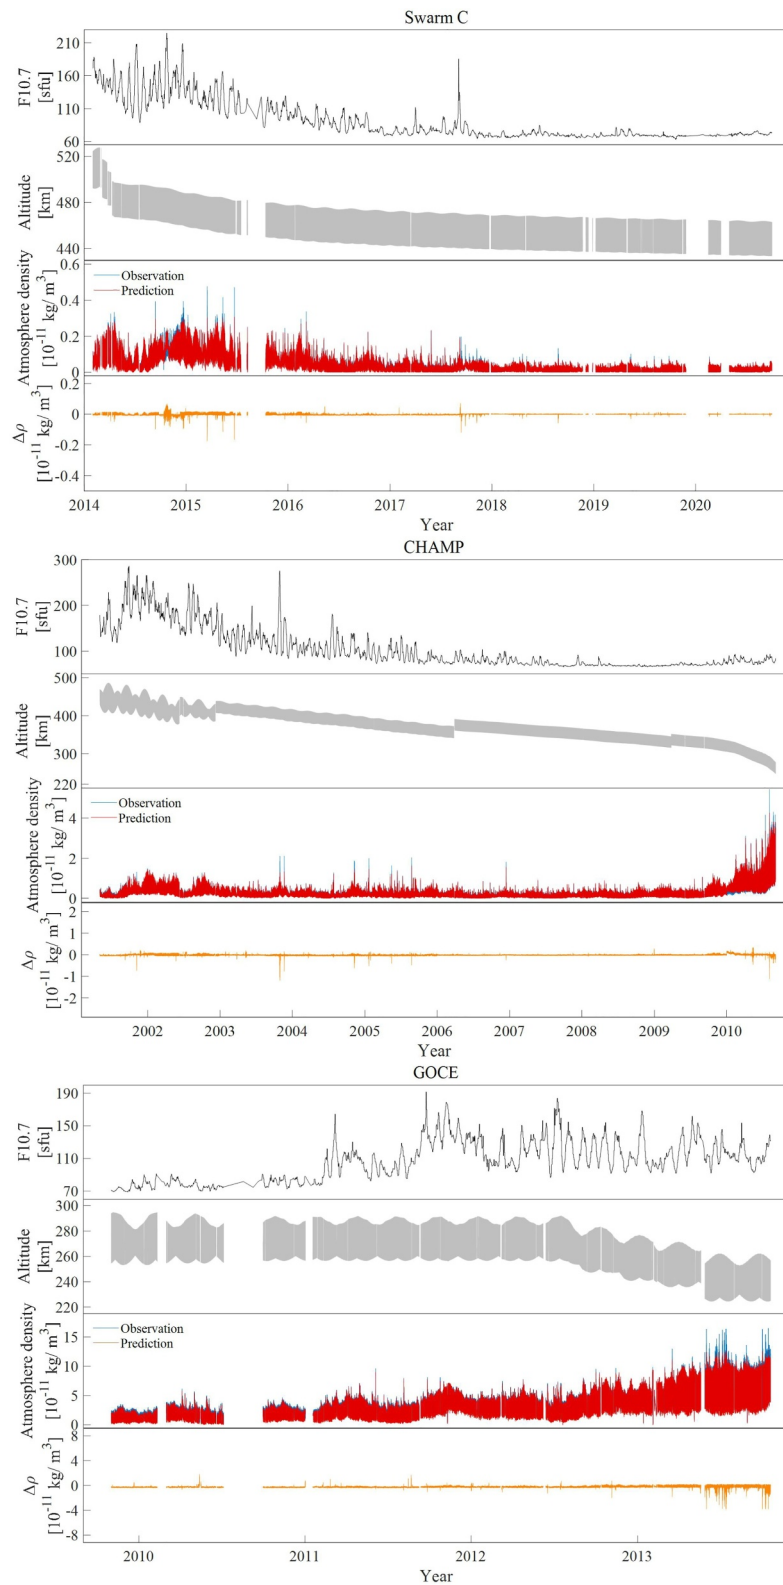 Swarm C
F10.7
[sfu]
210
160
110
60
Altitude
[km]
520
480
440
Atmosphere density
[10⁻¹¹ kg/ m³]
0.6
0.4
0.2
0
Observation
Prediction
Δρ
[10⁻¹¹ kg/ m³]
0.2
0
-0.2
-0.4
2014 2015 2016 2017 2018 2019 2020
Year
CHAMP
F10.7
[sfu]
300
200
100
Altitude
[km]
500
400
300
220
Atmosphere density
[10⁻¹¹ kg/ m³]
4
2
0
Observation
Prediction
Δρ
[10⁻¹¹ kg/ m³]
2
1
0
-1
-2
2002 2003 2004 2005 2006 2007 2008 2009 2010
Year
GOCE
F10.7
[sfu]
190
150
110
70
Altitude
[km]
300
280
260
240
220
Atmosphere density
[10⁻¹¹ kg/ m³]
15
10
5
0
Observation
Prediction
Δρ
[10⁻¹¹ kg/ m³]
8
4
0
-4
-8
2010 2011 2012 2013
Year